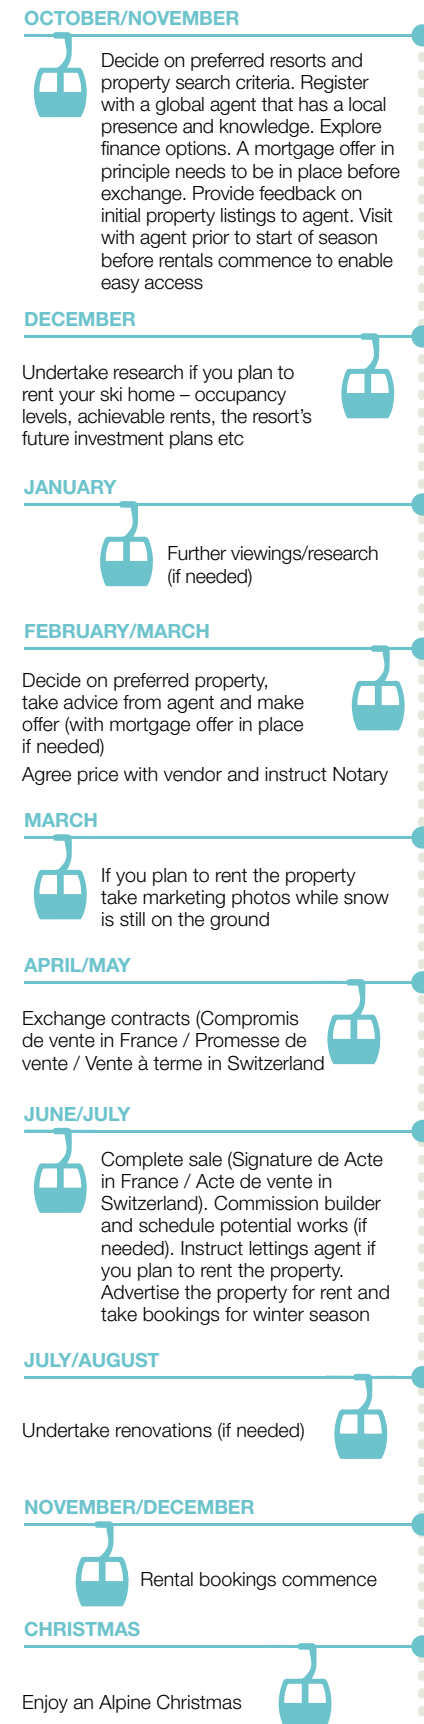 OCTOBER/NOVEMBER
Decide on preferred resorts and
property search criteria. Register
with a global agent that has a local
presence and knowledge. Explore
finance options. A mortgage offer in
principle needs to be in place before
exchange. Provide feedback on
initial property listings to agent. Visit
with agent prior to start of season
before rentals commence to enable
easy access
DECEMBER
Undertake research if you plan to
rent your ski home – occupancy
levels, achievable rents, the resort's
future investment plans etc
JANUARY
Further viewings/research
(if needed)
FEBRUARY/MARCH
Decide on preferred property,
take advice from agent and make
offer (with mortgage offer in place
if needed)
Agree price with vendor and instruct Notary
MARCH
If you plan to rent the property
take marketing photos while snow
is still on the ground
APRIL/MAY
Exchange contracts (Compromis
de vente in France / Promesse de
vente / Vente à terme in Switzerland
JUNE/JULY
Complete sale (Signature de Acte
in France / Acte de vente in
Switzerland). Commission builder
and schedule potential works (if
needed). Instruct lettings agent if
you plan to rent the property.
Advertise the property for rent and
take bookings for winter season
JULY/AUGUST
Undertake renovations (if needed)
NOVEMBER/DECEMBER
Rental bookings commence
CHRISTMAS
Enjoy an Alpine Christmas